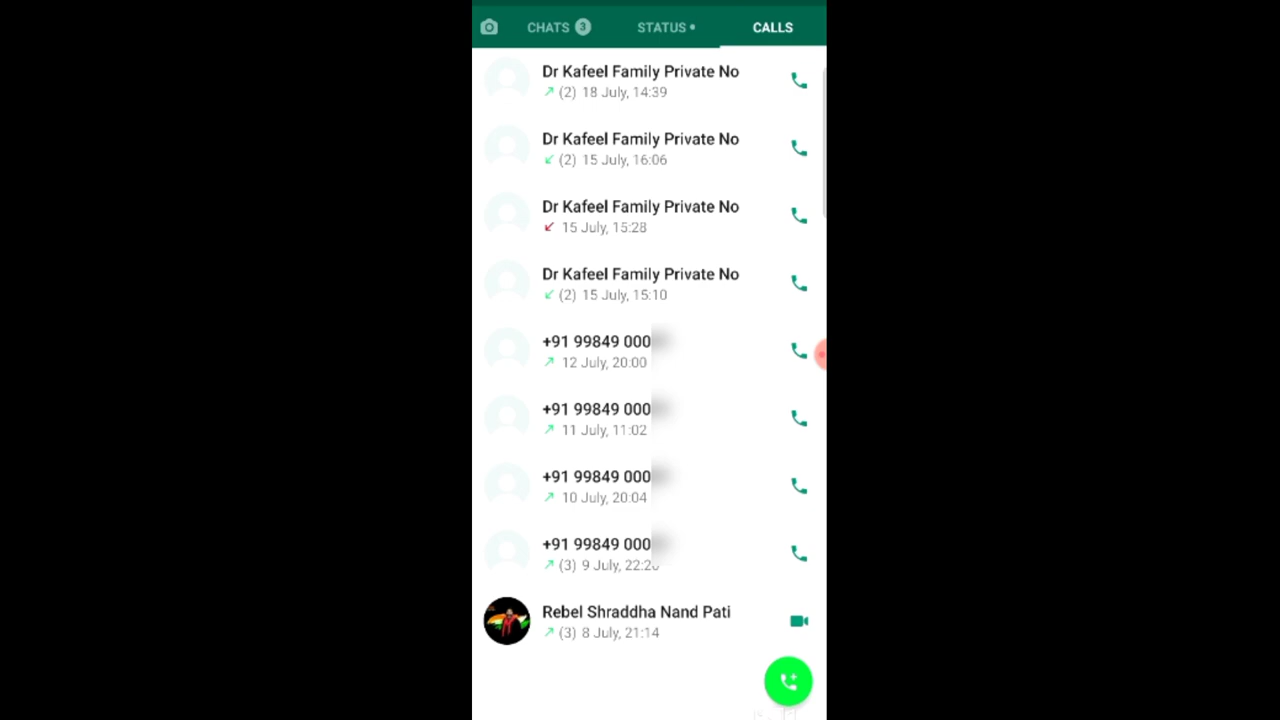 CHATS 3 STATUS • CALLS
Dr Kafeel Family Private No
(2) 18 July, 14:39
Dr Kafeel Family Private No
(2) 15 July, 16:06
Dr Kafeel Family Private No
15 July, 15:28
Dr Kafeel Family Private No
(2) 15 July, 15:10
+91 99849 000
12 July, 20:00
+91 99849 000
11 July, 11:02
+91 99849 000
10 July, 20:04
+91 99849 000
(3) 9 July, 22:20
Rebel Shraddha Nand Pati
(3) 8 July, 21:14